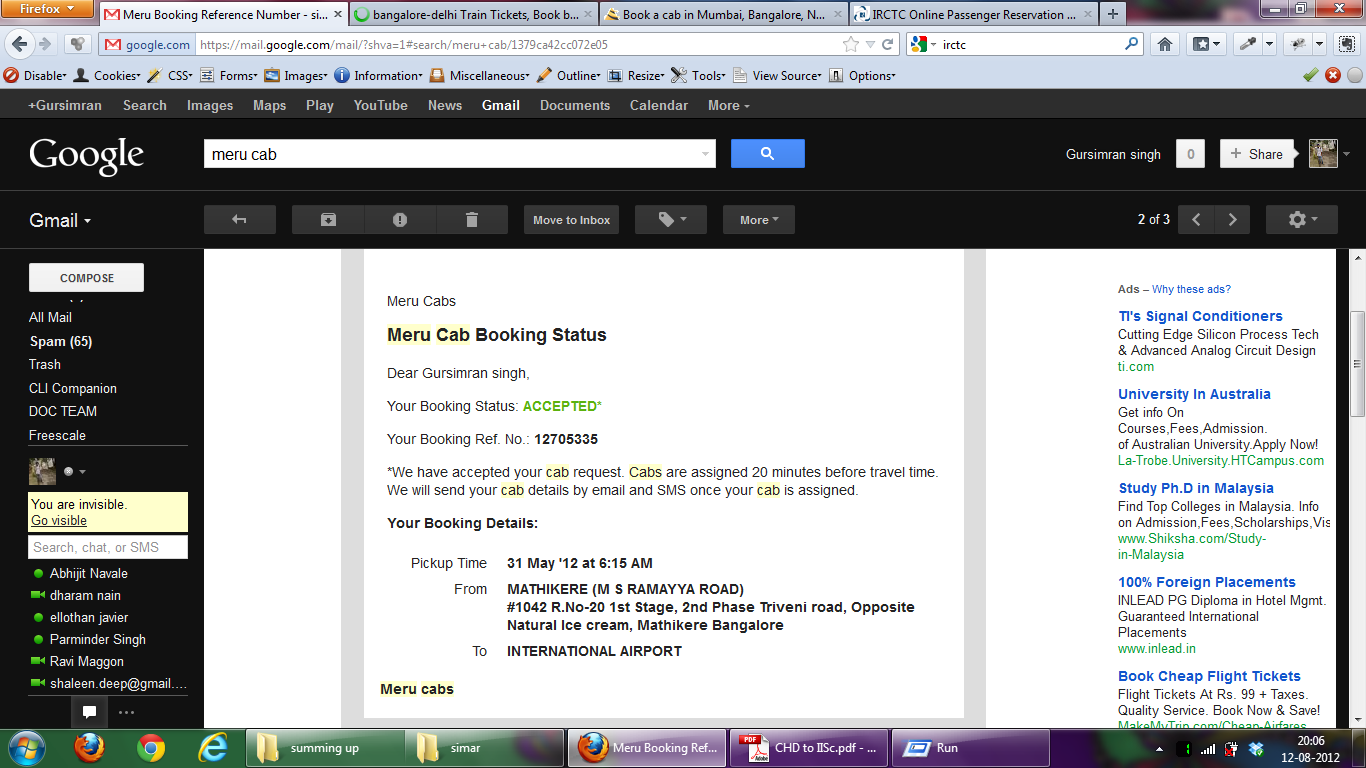 Firefox
Meru Booking Reference Number - si...
bangalore-delhi Train Tickets, Book b...
Book a cab in Mumbai, Bangalore, N...
IRCTC Online Passenger Reservation ...
google.com
https://mail.google.com/mail/?shva=1#search/meru+cab/1379ca42cc072e05
irctc
Disable Cookies CSS Forms Images Information Miscellaneous Outline Resize Tools View Source Options
+Gursimran Search Images Maps Play YouTube News Gmail Documents Calendar More
Google
meru cab
Gursimran singh
0
+ Share
Gmail
Move to Inbox
More
2 of 3
COMPOSE
All Mail
Spam (65)
Trash
CLI Companion
DOC TEAM
Freescale
You are invisible.
Go visible
Search, chat, or SMS
Abhijit Navale
dharam nain
ellothan javier
Parminder Singh
Ravi Maggon
shaleen.deep@gmail....
Meru Cabs
Meru Cab Booking Status
Dear Gursimran singh,
Your Booking Status: ACCEPTED*
Your Booking Ref. No.: 12705335
*We have accepted your cab request. Cabs are assigned 20 minutes before travel time.
We will send your cab details by email and SMS once your cab is assigned.
Your Booking Details:
Pickup Time 31 May '12 at 6:15 AM
From MATHIKERE (M S RAMAYYA ROAD)
#1042 R.No-20 1st Stage, 2nd Phase Triveni road, Opposite
Natural Ice cream, Mathikere Bangalore
To INTERNATIONAL AIRPORT
Meru cabs
Ads – Why these ads?
TI's Signal Conditioners
Cutting Edge Silicon Process Tech
& Advanced Analog Circuit Design
ti.com
University In Australia
Get info On
Courses,Fees,Admission.
of Australian University.Apply Now!
La-Trobe.University.HTCampus.com
Study Ph.D in Malaysia
Find Top Colleges in Malaysia. Info
on Admission,Fees,Scholarships,Vis
www.Shiksha.com/Study-
in-Malaysia
100% Foreign Placements
INLEAD PG Diploma in Hotel Mgmt.
Guaranteed International
Placements
www.inlead.in
Book Cheap Flight Tickets
Flight Tickets At Rs. 99 + Taxes.
Quality Service. Book Now & Save!
MakeMyTrip.com/Cheap-Airfares
summing up
simar
Meru Booking Ref...
CHD to IISc.pdf - ...
Run
20:06
12-08-2012